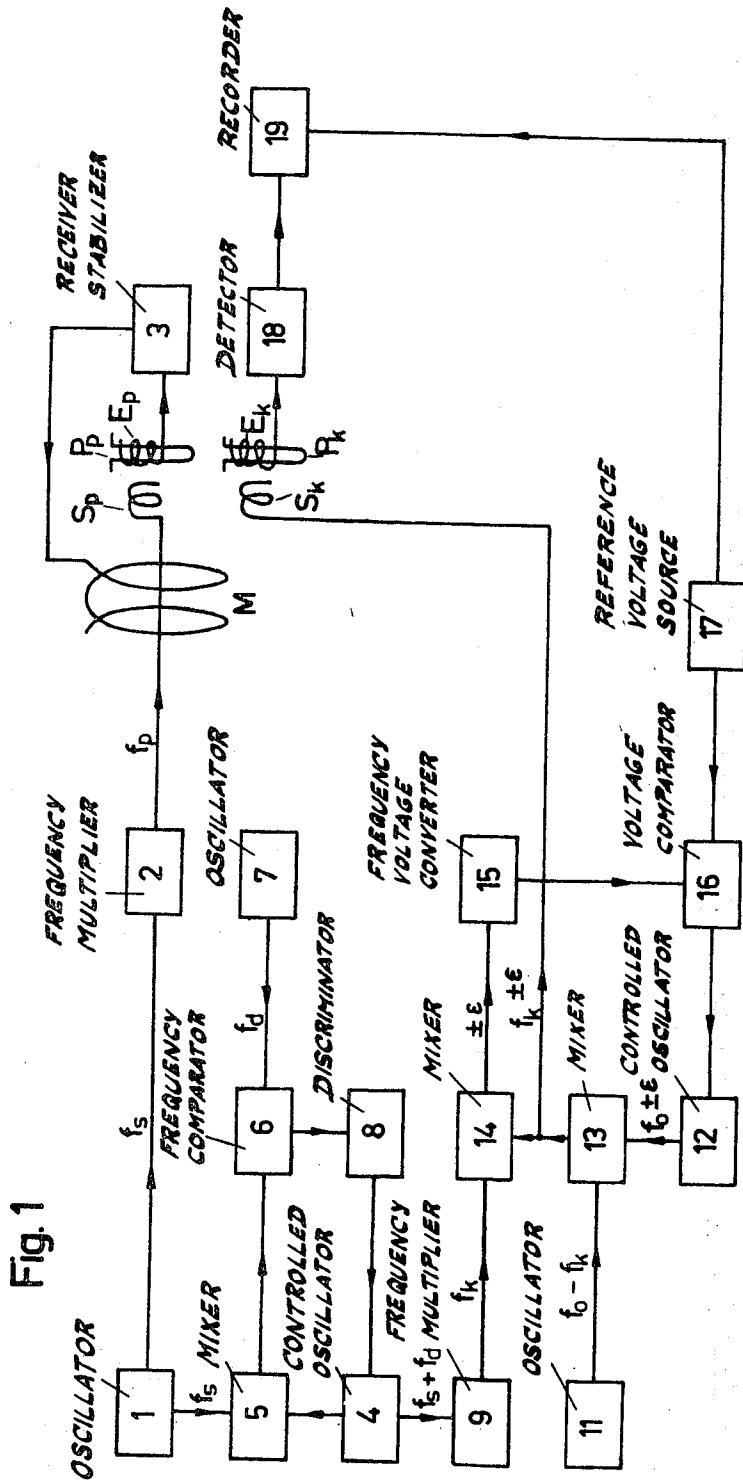 Fig. 1
OSCILLATOR
1
fs
fs
FREQUENCY
MULTIPLIER
2
fp
M
Sp
Pp
Ep
RECEIVER
STABILIZER
3
MIXER
5
FREQUENCY
COMPARATOR
6
fd
OSCILLATOR
7
CONTROLLED
OSCILLATOR
4
DISCRIMINATOR
8
fs + fd
FREQUENCY
MULTIPLIER
9
fk
MIXER
14
± ε
FREQUENCY
VOLTAGE
CONVERTER
15
fk ± ε
Sk
Ek
Pk
DETECTOR
18
RECORDER
19
OSCILLATOR
11
fo - fk
MIXER
13
fo ± ε
CONTROLLED
OSCILLATOR
12
VOLTAGE
COMPARATOR
16
REFERENCE
VOLTAGE
SOURCE
17